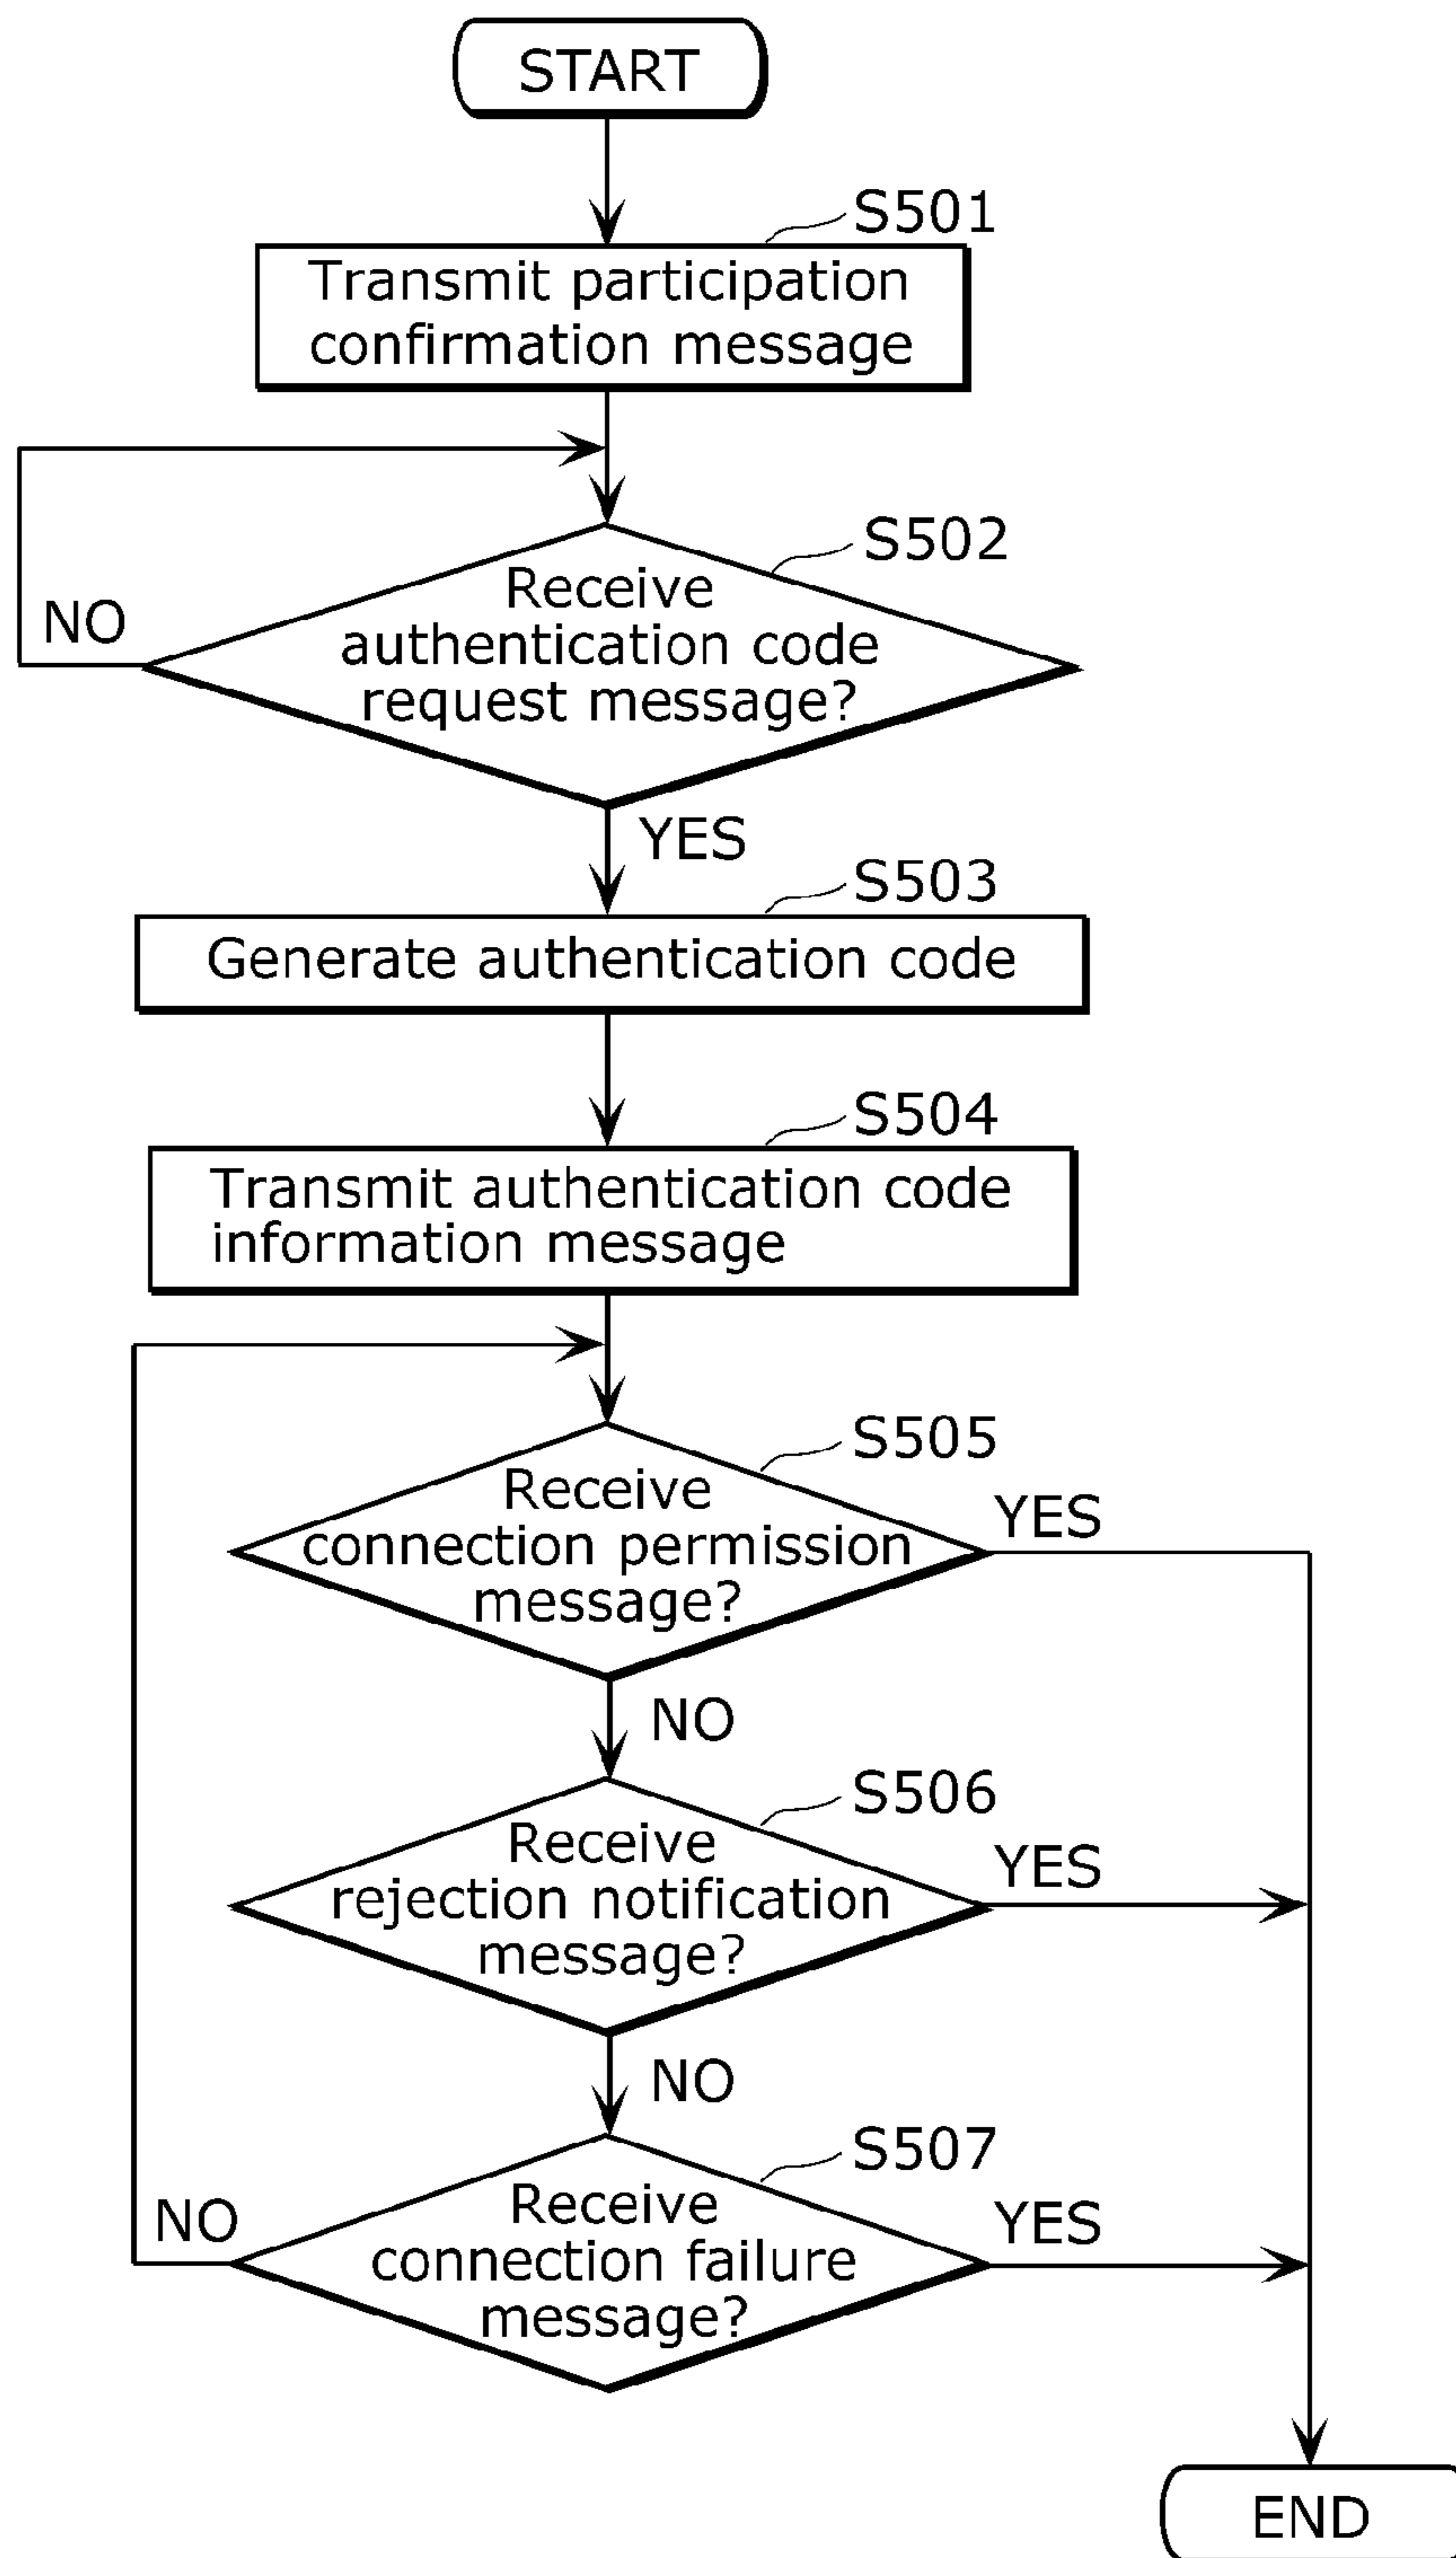 START
S501
Transmit participation
confirmation message
S502
Receive
authentication code
request message?
NO
YES
S503
Generate authentication code
S504
Transmit authentication code
information message
S505
Receive
connection permission
message?
YES
NO
S506
Receive
rejection notification
message?
YES
NO
S507
Receive
connection failure
message?
NO
YES
END